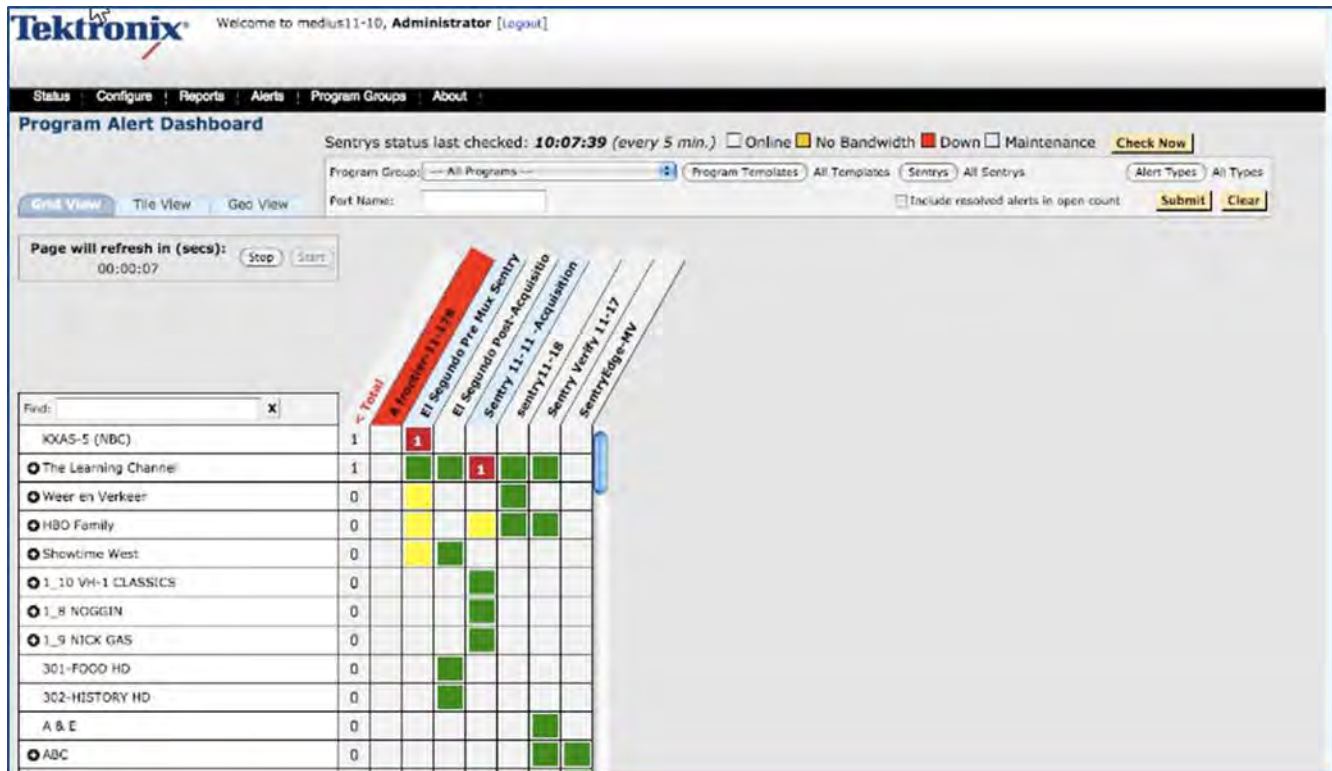 Tektronix
Welcome to medius11-10, Administrator [Logout]
Status Configure Reports Alerts Program Groups About
Program Alert Dashboard
Sentrys status last checked: 10:07:39 (every 5 min.) Online No Bandwidth Down Maintenance Check Now
Program Group: --- All Programs --- Program Templates All Templates Sentrys All Sentrys Alert Types All Types
Grid View Tile View Geo View
Port Name: Include resolved alerts in open count Submit Clear
Page will refresh in (secs): Stop Start
00:00:07
< Total
A frontier-11-178
El Segundo Pre Mux Sentry
El Segundo Post-Acquisitio
Sentry 11-11 -Acquisition
sentry11-18
Sentry Verify 11-17
SentryEdge-MV
Find: X
KXAS-5 (NBC) 1 1
The Learning Channel 1 1
Weer en Verkeer 0
HBO Family 0
Showtime West 0
1_10 VH-1 CLASSICS 0
1_8 NOGGIN 0
1_9 NICK GAS 0
301-FOOD HD 0
302-HISTORY HD 0
A & E 0
ABC 0